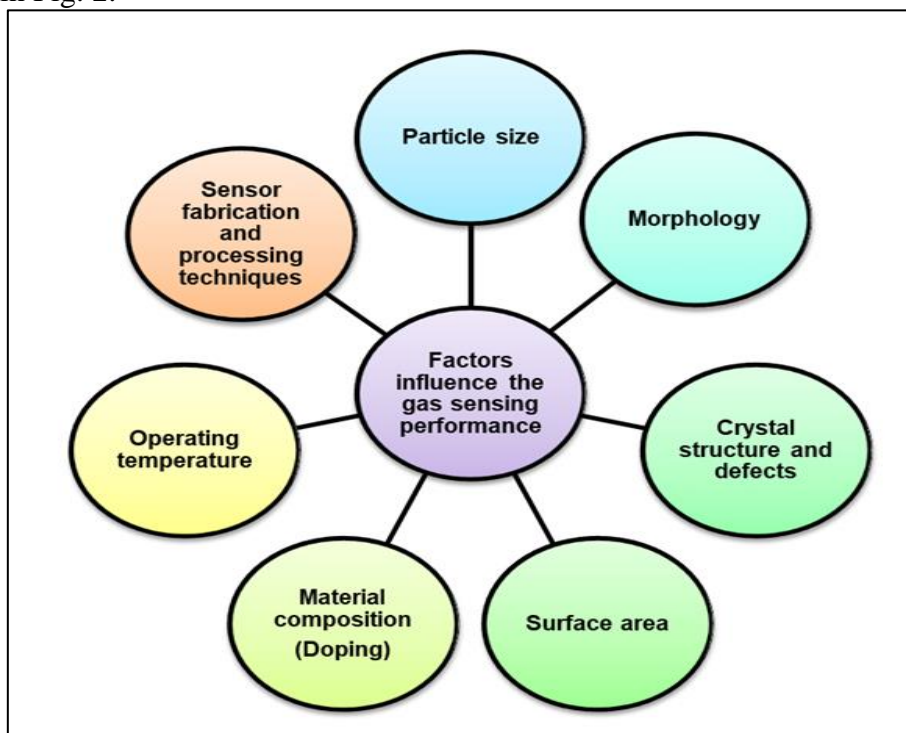 in Fig. 2.
Particle size
Morphology
Crystal
structure and
defects
Surface area
Material
composition
(Doping)
Operating
temperature
Sensor
fabrication
and
processing
techniques
Factors
influence the
gas sensing
performance